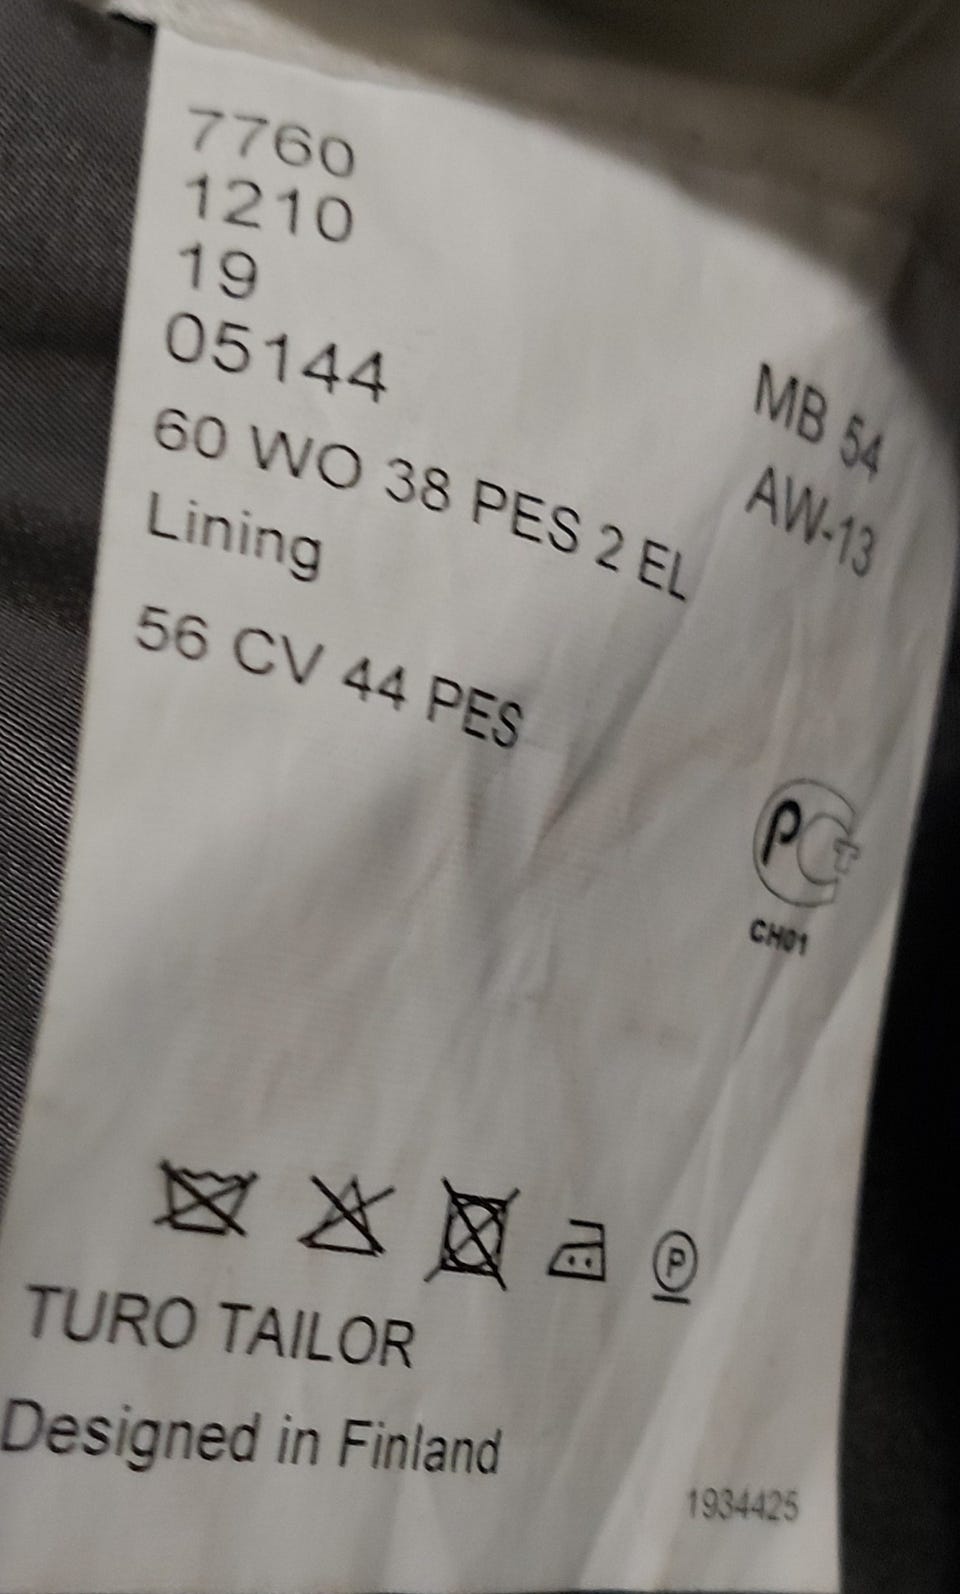 7760
1210
19
05144
MB 54
60 WO 38 PES 2 EL
AW-13
Lining
56 CV 44 PES
PCT
CH01
P
TURO TAILOR
Designed in Finland
1934425